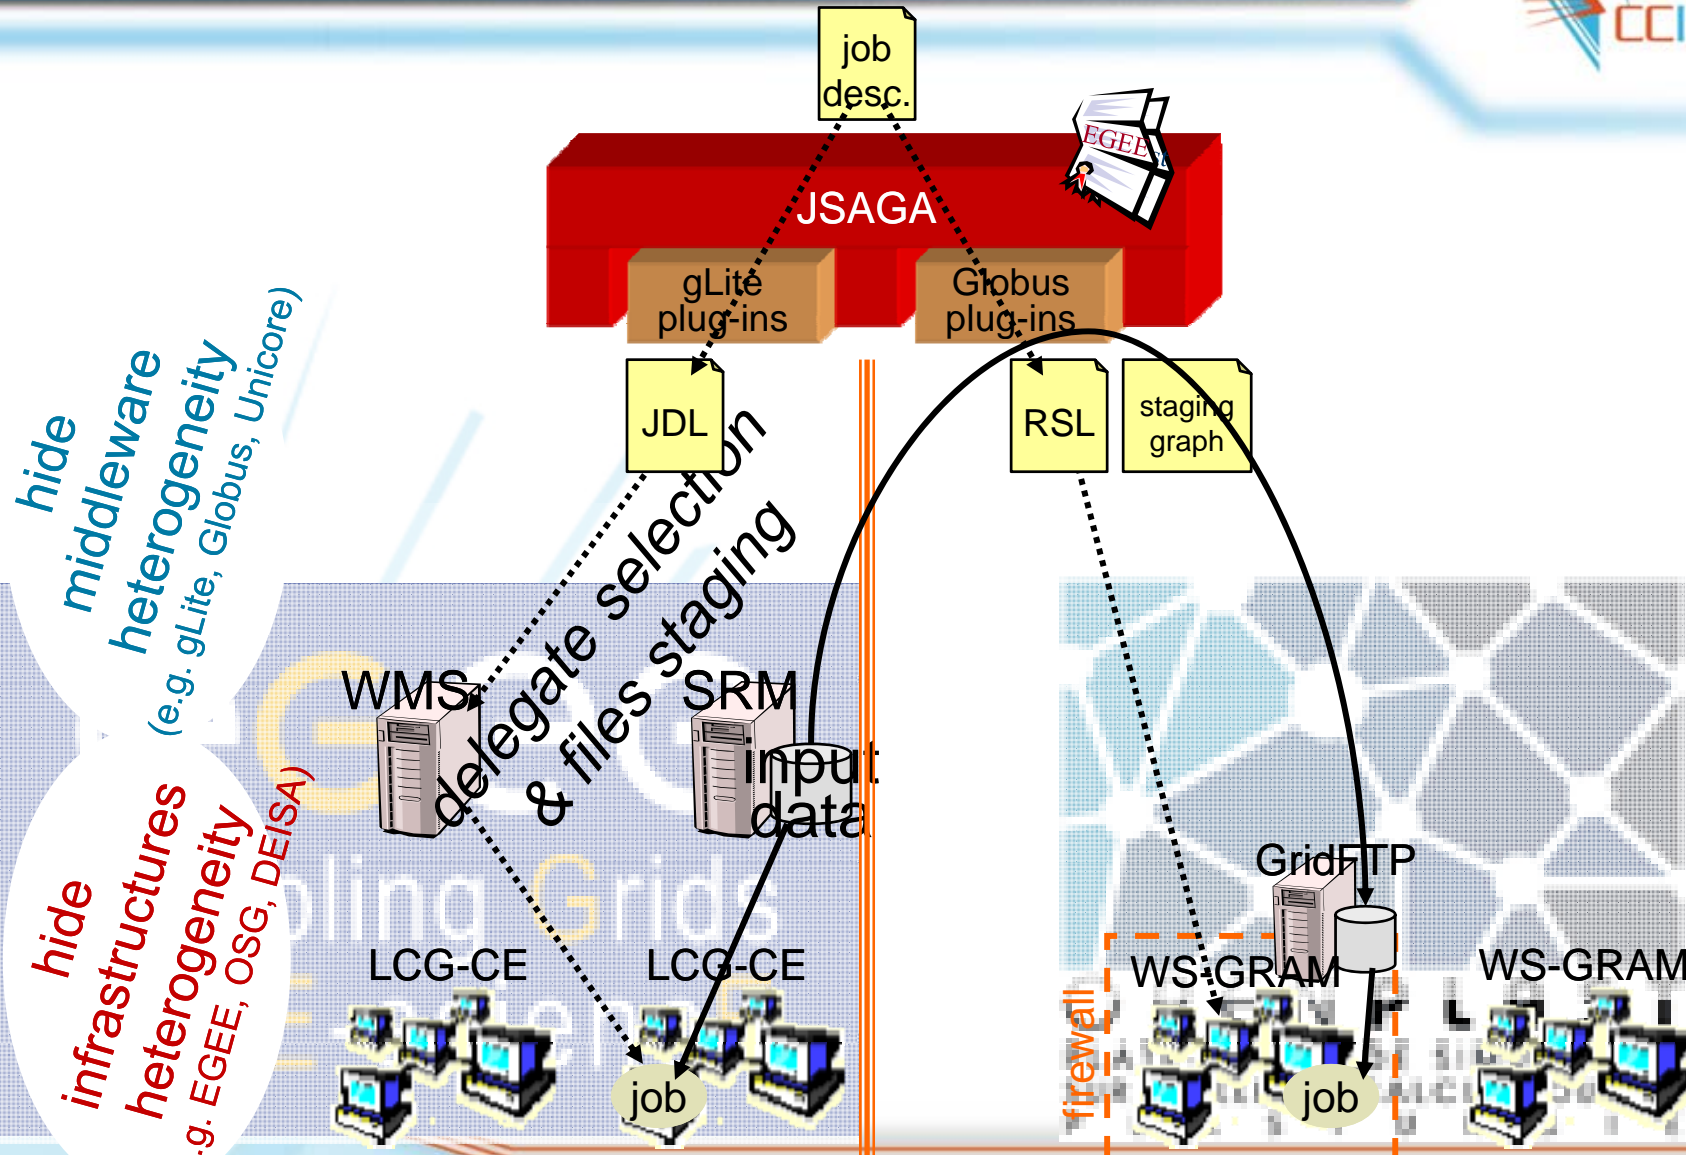 CCI
job
desc.
EGEE
JSAGA
gLite
plug-ins
Globus
plug-ins
JDL
RSL
staging
graph
hide
middleware
heterogeneity
(e.g. gLite, Globus, Unicore)
delegate selection
& files staging
WMS
SRM
input
data
hide
infrastructures
heterogeneity
.g. EGEE, OSG, DEISA)
bling Grids
GridFTP
LCG-CE
LCG-CE
WS-GRAM
WS-GRAM
firewall
job
job